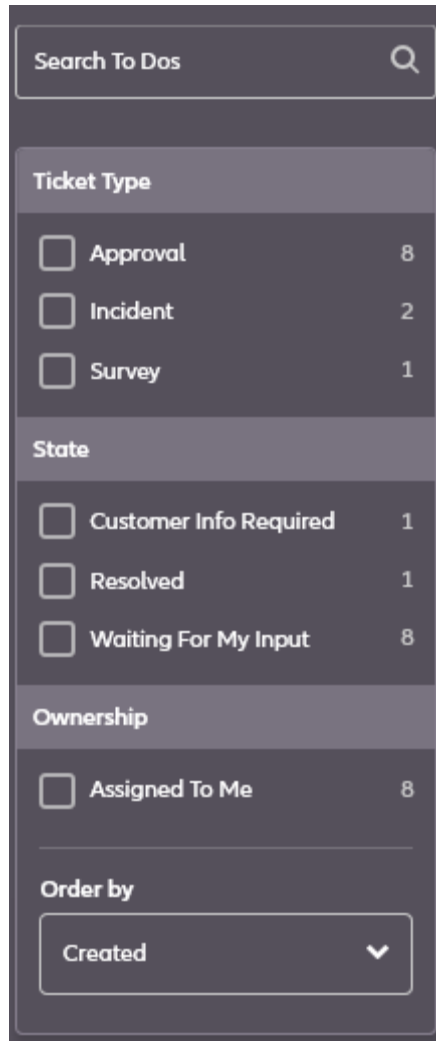 Search To Dos
Ticket Type
Approval 8
Incident 2
Survey 1
State
Customer Info Required 1
Resolved 1
Waiting For My Input 8
Ownership
Assigned To Me 8
Order by
Created